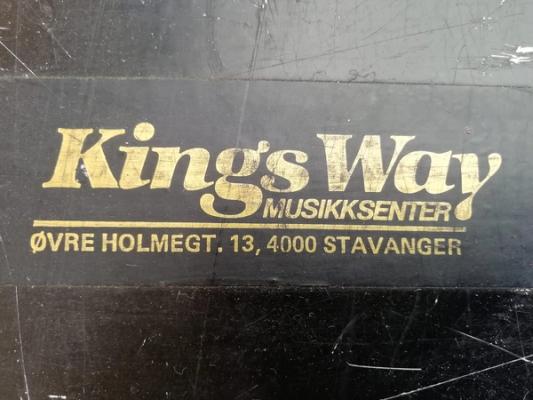 Kings Way
MUSIKKSENTER
ØVRE HOLMEGT. 13, 4000 STAVANGER